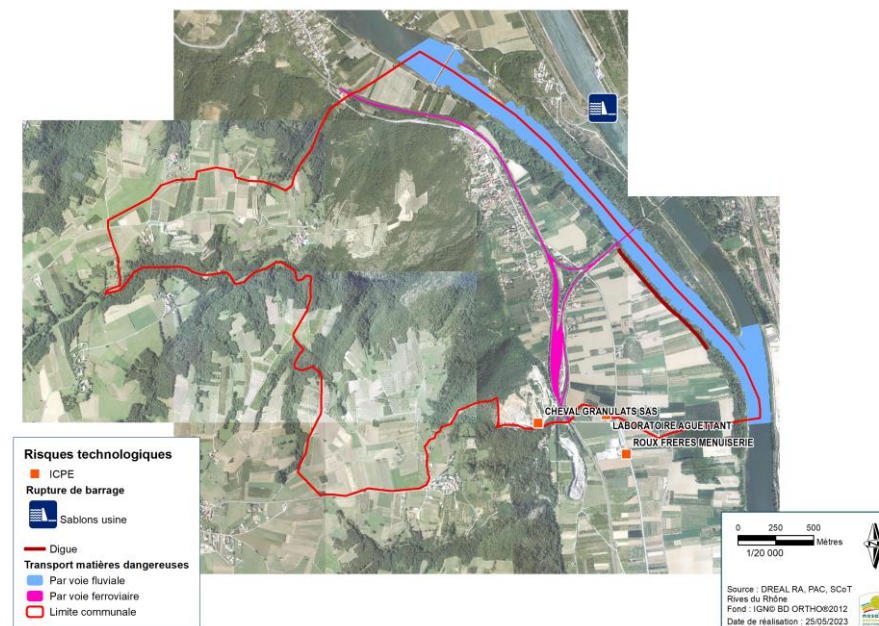 CHEVAL GRANULATS SAS
LABORATOIRE AGUETTANT
ROUX FRERES MENUISERIE
Risques technologiques
ICPE
Rupture de barrage
Sablons usine
Digue
Transport matières dangereuses
Par voie fluviale
Par voie ferroviaire
Limite communale
0 250 500
Mètres
1/20 000
Source : DREAL RA, PAC, SCoT
Rives du Rhône
Fond : IGN© BD ORTHO®2012
Date de réalisation : 25/05/2023